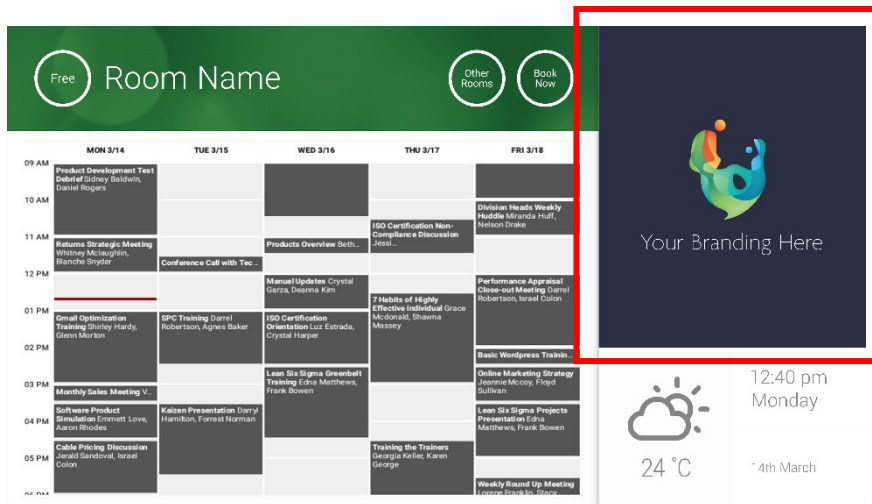 Free
Room Name
Other
Rooms
Book
Now
MON 3/14
TUE 3/15
WED 3/16
THU 3/17
FRI 3/18
09 AM
10 AM
11 AM
12 PM
01 PM
02 PM
03 PM
04 PM
05 PM
Product Development Test
Debrief Sidney Baldwin,
Daniel Rogers
Returns Strategic Meeting
Whitney Mclaughlin,
Blanche Snyder
Gmail Optimization
Training Shirley Hardy,
Glenn Morton
Monthly Sales Meeting V...
Software Product
Simulation Emmett Love,
Aaron Rhodes
Cable Pricing Discussion
Jerald Sandoval, Israel
Colon
Conference Call with Tec...
SPC Training Darrel
Robertson, Agnes Baker
Kaizen Presentation Darryl
Hamilton, Forrest Norman
Products Overview Beth...
Manual Updates Crystal
Garza, Deanna Kim
ISO Certification
Orientation Luz Estrada,
Crystal Harper
Lean Six Sigma Greenbelt
Training Edna Matthews,
Frank Bowen
ISO Certification Non-
Compliance Discussion
Jessi...
7 Habits of Highly
Effective Individual Grace
Mcdonald, Shawna
Massey
Training the Trainers
Georgia Keller, Karen
George
Division Heads Weekly
Huddle Miranda Huff,
Nelson Drake
Performance Appraisal
Close-out Meeting Darrel
Robertson, Israel Colon
Basic Wordpress Trainin...
Online Marketing Strategy
Jeannie Mccoy, Floyd
Sullivan
Lean Six Sigma Projects
Presentation Edna
Matthews, Frank Bowen
Weekly Round Up Meeting
Lorene Franklin, Stacy
Your Branding Here
12:40 pm
Monday
24 °C
14th March